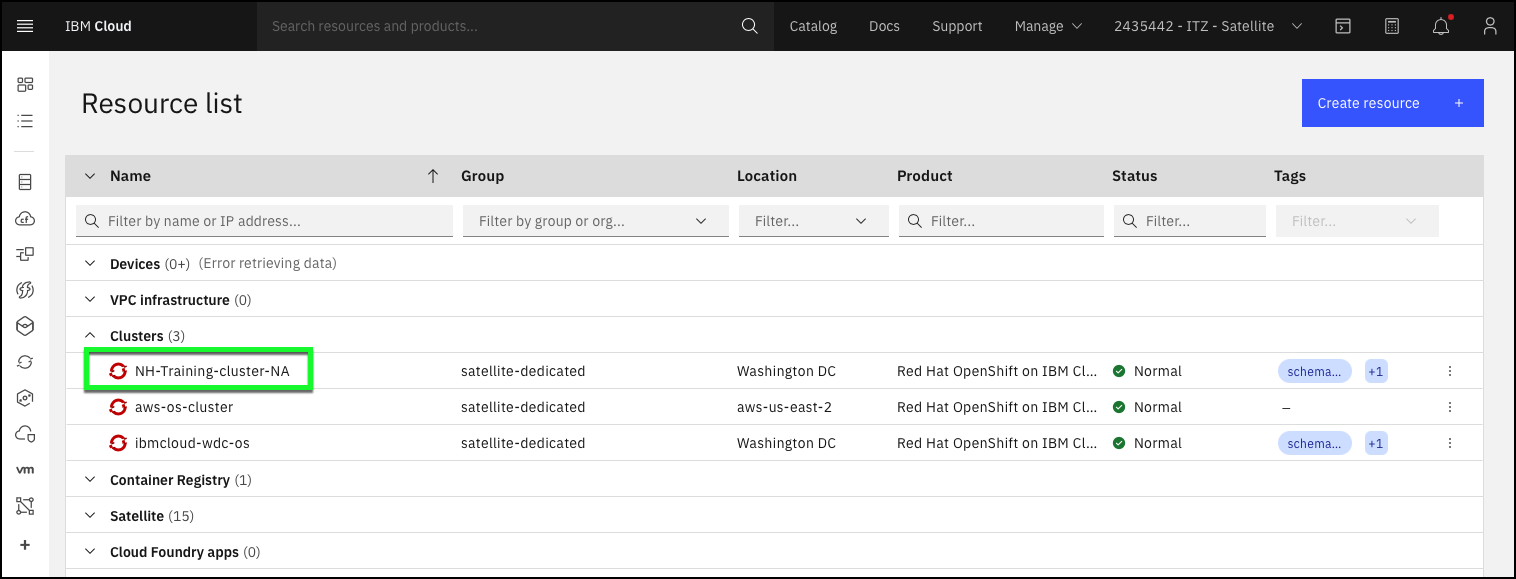 IBM Cloud Search resources and products... Catalog Docs Support Manage 2435442 - ITZ - Satellite
Resource list
Create resource +
Name Group Location Product Status Tags
Filter by name or IP address... Filter by group or org... Filter... Filter... Filter... Filter...
Devices (0+) (Error retrieving data)
VPC infrastructure (0)
Clusters (3)
NH-Training-cluster-NA satellite-dedicated Washington DC Red Hat OpenShift on IBM Cl... Normal schema... +1
aws-os-cluster satellite-dedicated aws-us-east-2 Red Hat OpenShift on IBM Cl... Normal –
ibmcloud-wdc-os satellite-dedicated Washington DC Red Hat OpenShift on IBM Cl... Normal schema... +1
vm
Container Registry (1)
Satellite (15)
+
Cloud Foundry apps (0)